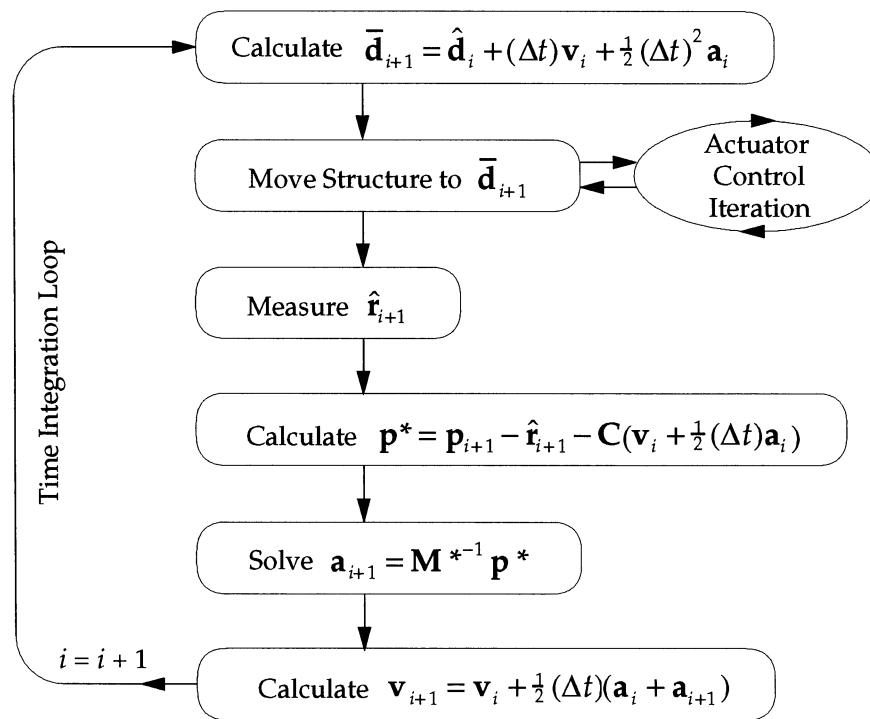 Calculate d̄ᵢ₊₁ = d̂ᵢ + (Δt)vᵢ + ½(Δt)²aᵢ
Move Structure to d̄ᵢ₊₁
Actuator
Control
Iteration
Measure r̂ᵢ₊₁
Time Integration Loop
Calculate p* = pᵢ₊₁ − r̂ᵢ₊₁ − C(vᵢ + ½(Δt)aᵢ)
Solve aᵢ₊₁ = M*⁻¹ p*
i = i + 1
Calculate vᵢ₊₁ = vᵢ + ½(Δt)(aᵢ + aᵢ₊₁)